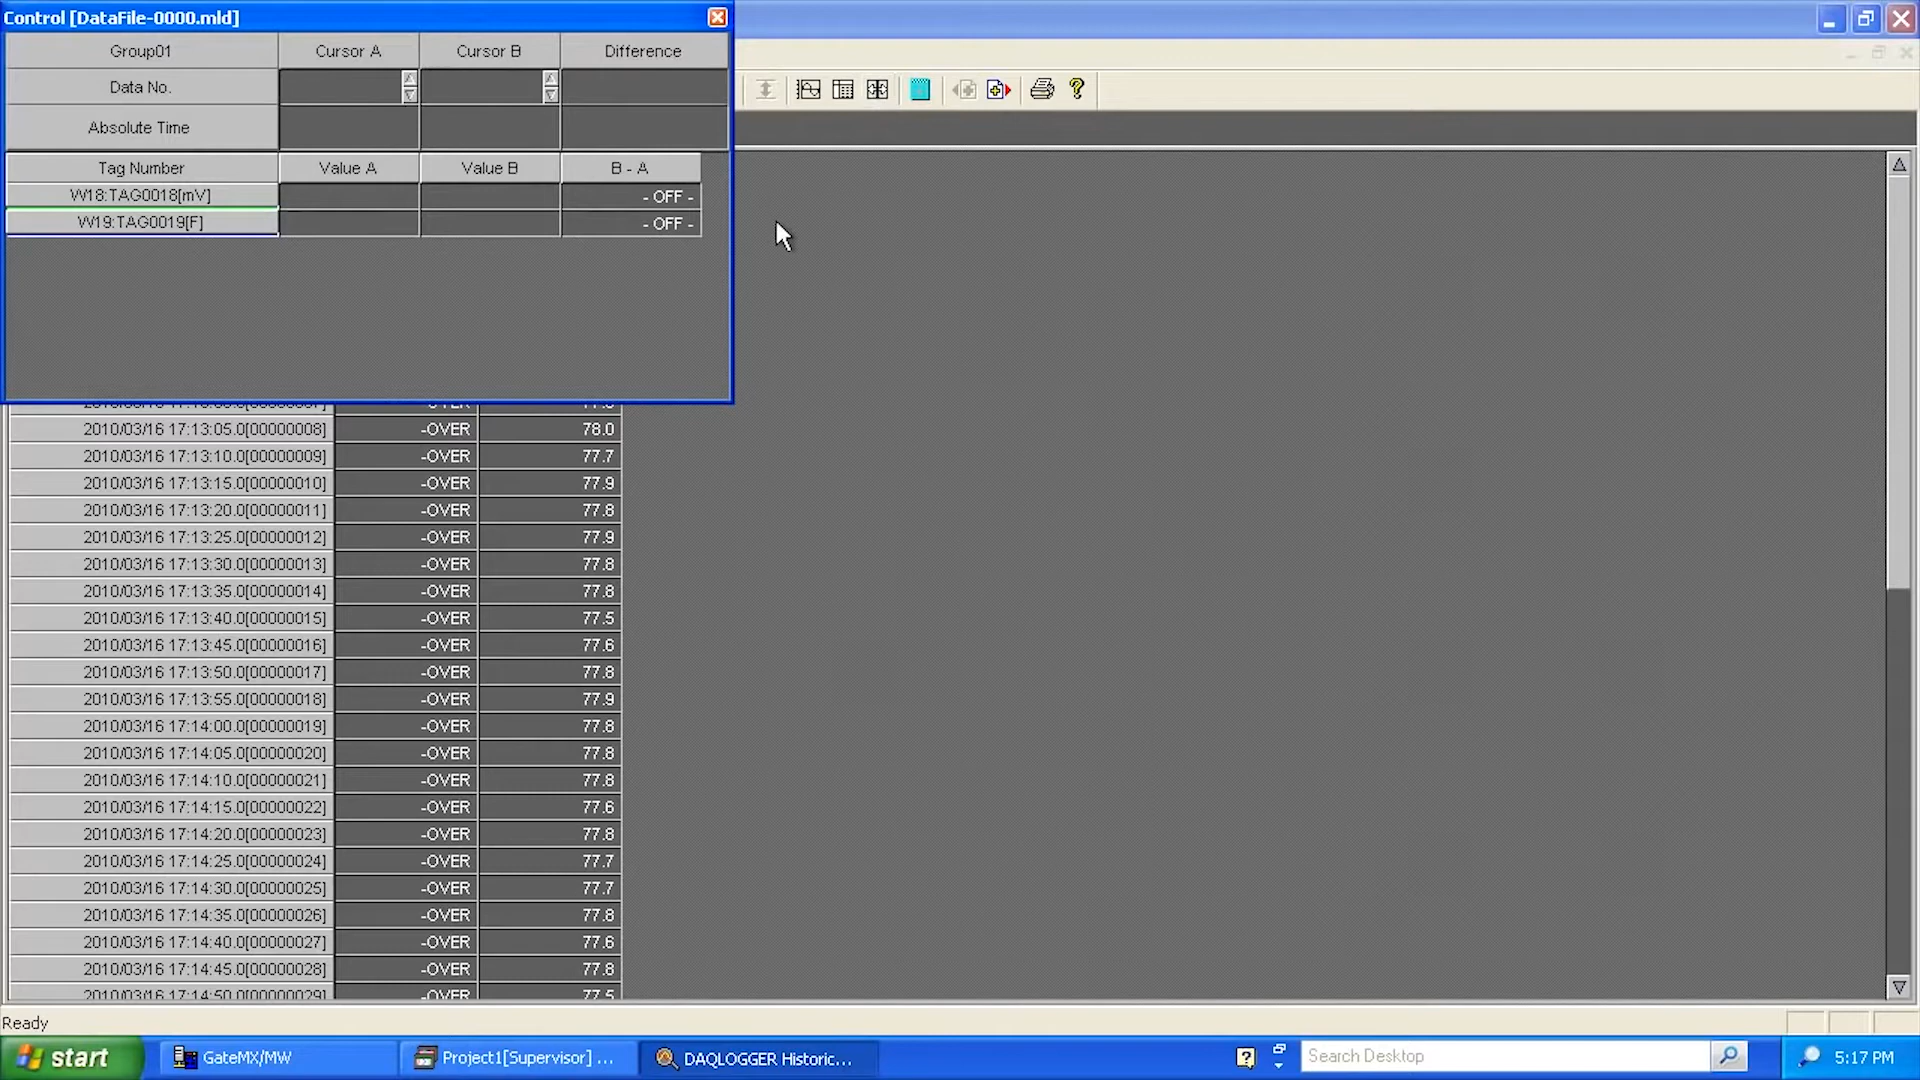 Control [DataFile-0000.mld]
Group01 Cursor A Cursor B Difference
Data No.
Absolute Time
Tag Number Value A Value B B - A
W18:TAG0018[mV] - OFF -
W19:TAG0019[F] - OFF -
2010/03/16 17:13:05.0[00000008] -OVER 78.0
2010/03/16 17:13:10.0[00000009] -OVER 77.7
2010/03/16 17:13:15.0[00000010] -OVER 77.9
2010/03/16 17:13:20.0[00000011] -OVER 77.8
2010/03/16 17:13:25.0[00000012] -OVER 77.9
2010/03/16 17:13:30.0[00000013] -OVER 77.8
2010/03/16 17:13:35.0[00000014] -OVER 77.8
2010/03/16 17:13:40.0[00000015] -OVER 77.5
2010/03/16 17:13:45.0[00000016] -OVER 77.6
2010/03/16 17:13:50.0[00000017] -OVER 77.8
2010/03/16 17:13:55.0[00000018] -OVER 77.9
2010/03/16 17:14:00.0[00000019] -OVER 77.8
2010/03/16 17:14:05.0[00000020] -OVER 77.8
2010/03/16 17:14:10.0[00000021] -OVER 77.8
2010/03/16 17:14:15.0[00000022] -OVER 77.6
2010/03/16 17:14:20.0[00000023] -OVER 77.8
2010/03/16 17:14:25.0[00000024] -OVER 77.7
2010/03/16 17:14:30.0[00000025] -OVER 77.7
2010/03/16 17:14:35.0[00000026] -OVER 77.8
2010/03/16 17:14:40.0[00000027] -OVER 77.6
2010/03/16 17:14:45.0[00000028] -OVER 77.8
2010/03/16 17:14:50.0[00000029] -OVER 77.5
Ready
start GateMX/MW Project1[Supervisor] ... DAQLOGGER Historic... Search Desktop 5:17 PM